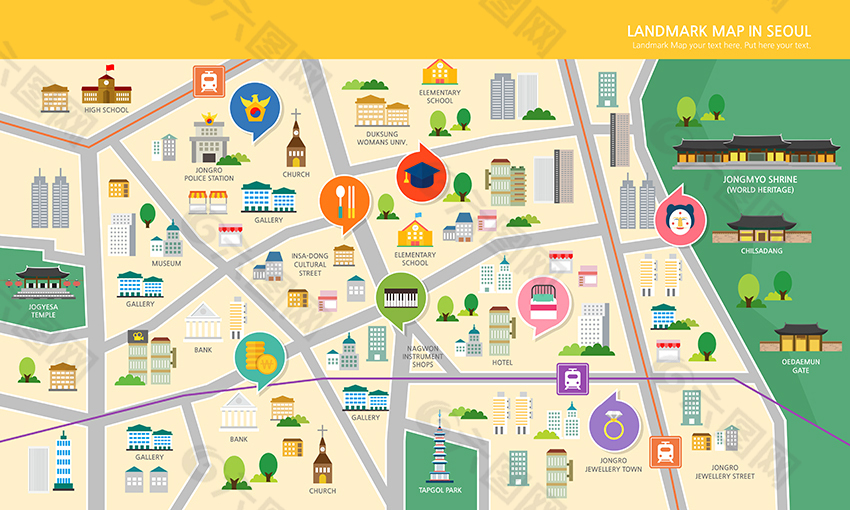 LANDMARK MAP IN SEOUL
Landmark Map your text here. Put here your text.
HIGH SCHOOL
ELEMENTARY
SCHOOL
DUKSUNG
WOMANS UNIV.
JONGRO
POLICE STATION
CHURCH
JONGMYO SHRINE
(WORLD HERITAGE)
GALLERY
ELEMENTARY
SCHOOL
CHILSADANG
MUSEUM
INSA-DONG
CULTURAL
STREET
JOGYESA
TEMPLE
GALLERY
BANK
NAGWON
INSTRUMENT
SHOPS
HOTEL
OEDAEMUN
GATE
W
GALLERY
BANK
GALLERY
JONGRO
JEWELLERY TOWN
JONGRO
JEWELLERY STREET
CHURCH
TAPGOL PARK